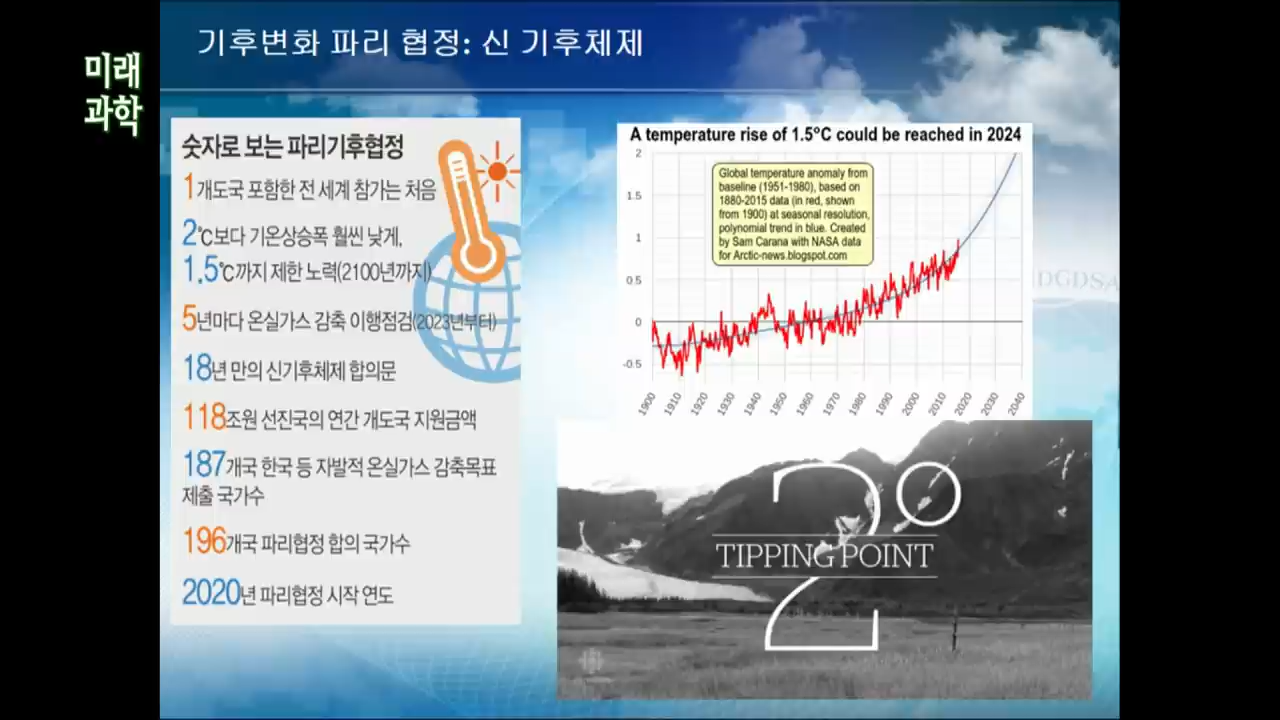 기후변화 파리 협정: 신 기후체제
미래
과학
숫자로 보는 파리기후협정
1개도국 포함한 전 세계 참가는 처음
2℃보다 기온상승폭 훨씬 낮게,
1.5℃까지 제한 노력(2100년까지)
5년마다 온실가스 감축 이행점검(2023년부터)
18년 만의 신기후체제 합의문
118조원 선진국의 연간 개도국 지원금액
187개국 한국 등 자발적 온실가스 감축목표
제출 국가수
196개국 파리협정 합의 국가수
2020년 파리협정 시작 연도
A temperature rise of 1.5°C could be reached in 2024
Global temperature anomaly from
baseline (1951-1980), based on
1880-2015 data (in red, shown
from 1900) at seasonal resolution,
polynomial trend in blue. Created
by Sam Carana with NASA data
for Arctic-news.blogspot.com
2
1.5
1
0.5
0
-0.5
1900 1910 1920 1930 1940 1950 1960 1970 1980 1990 2000 2010 2020 2030 2040
DGDSA
2°
TIPPING POINT